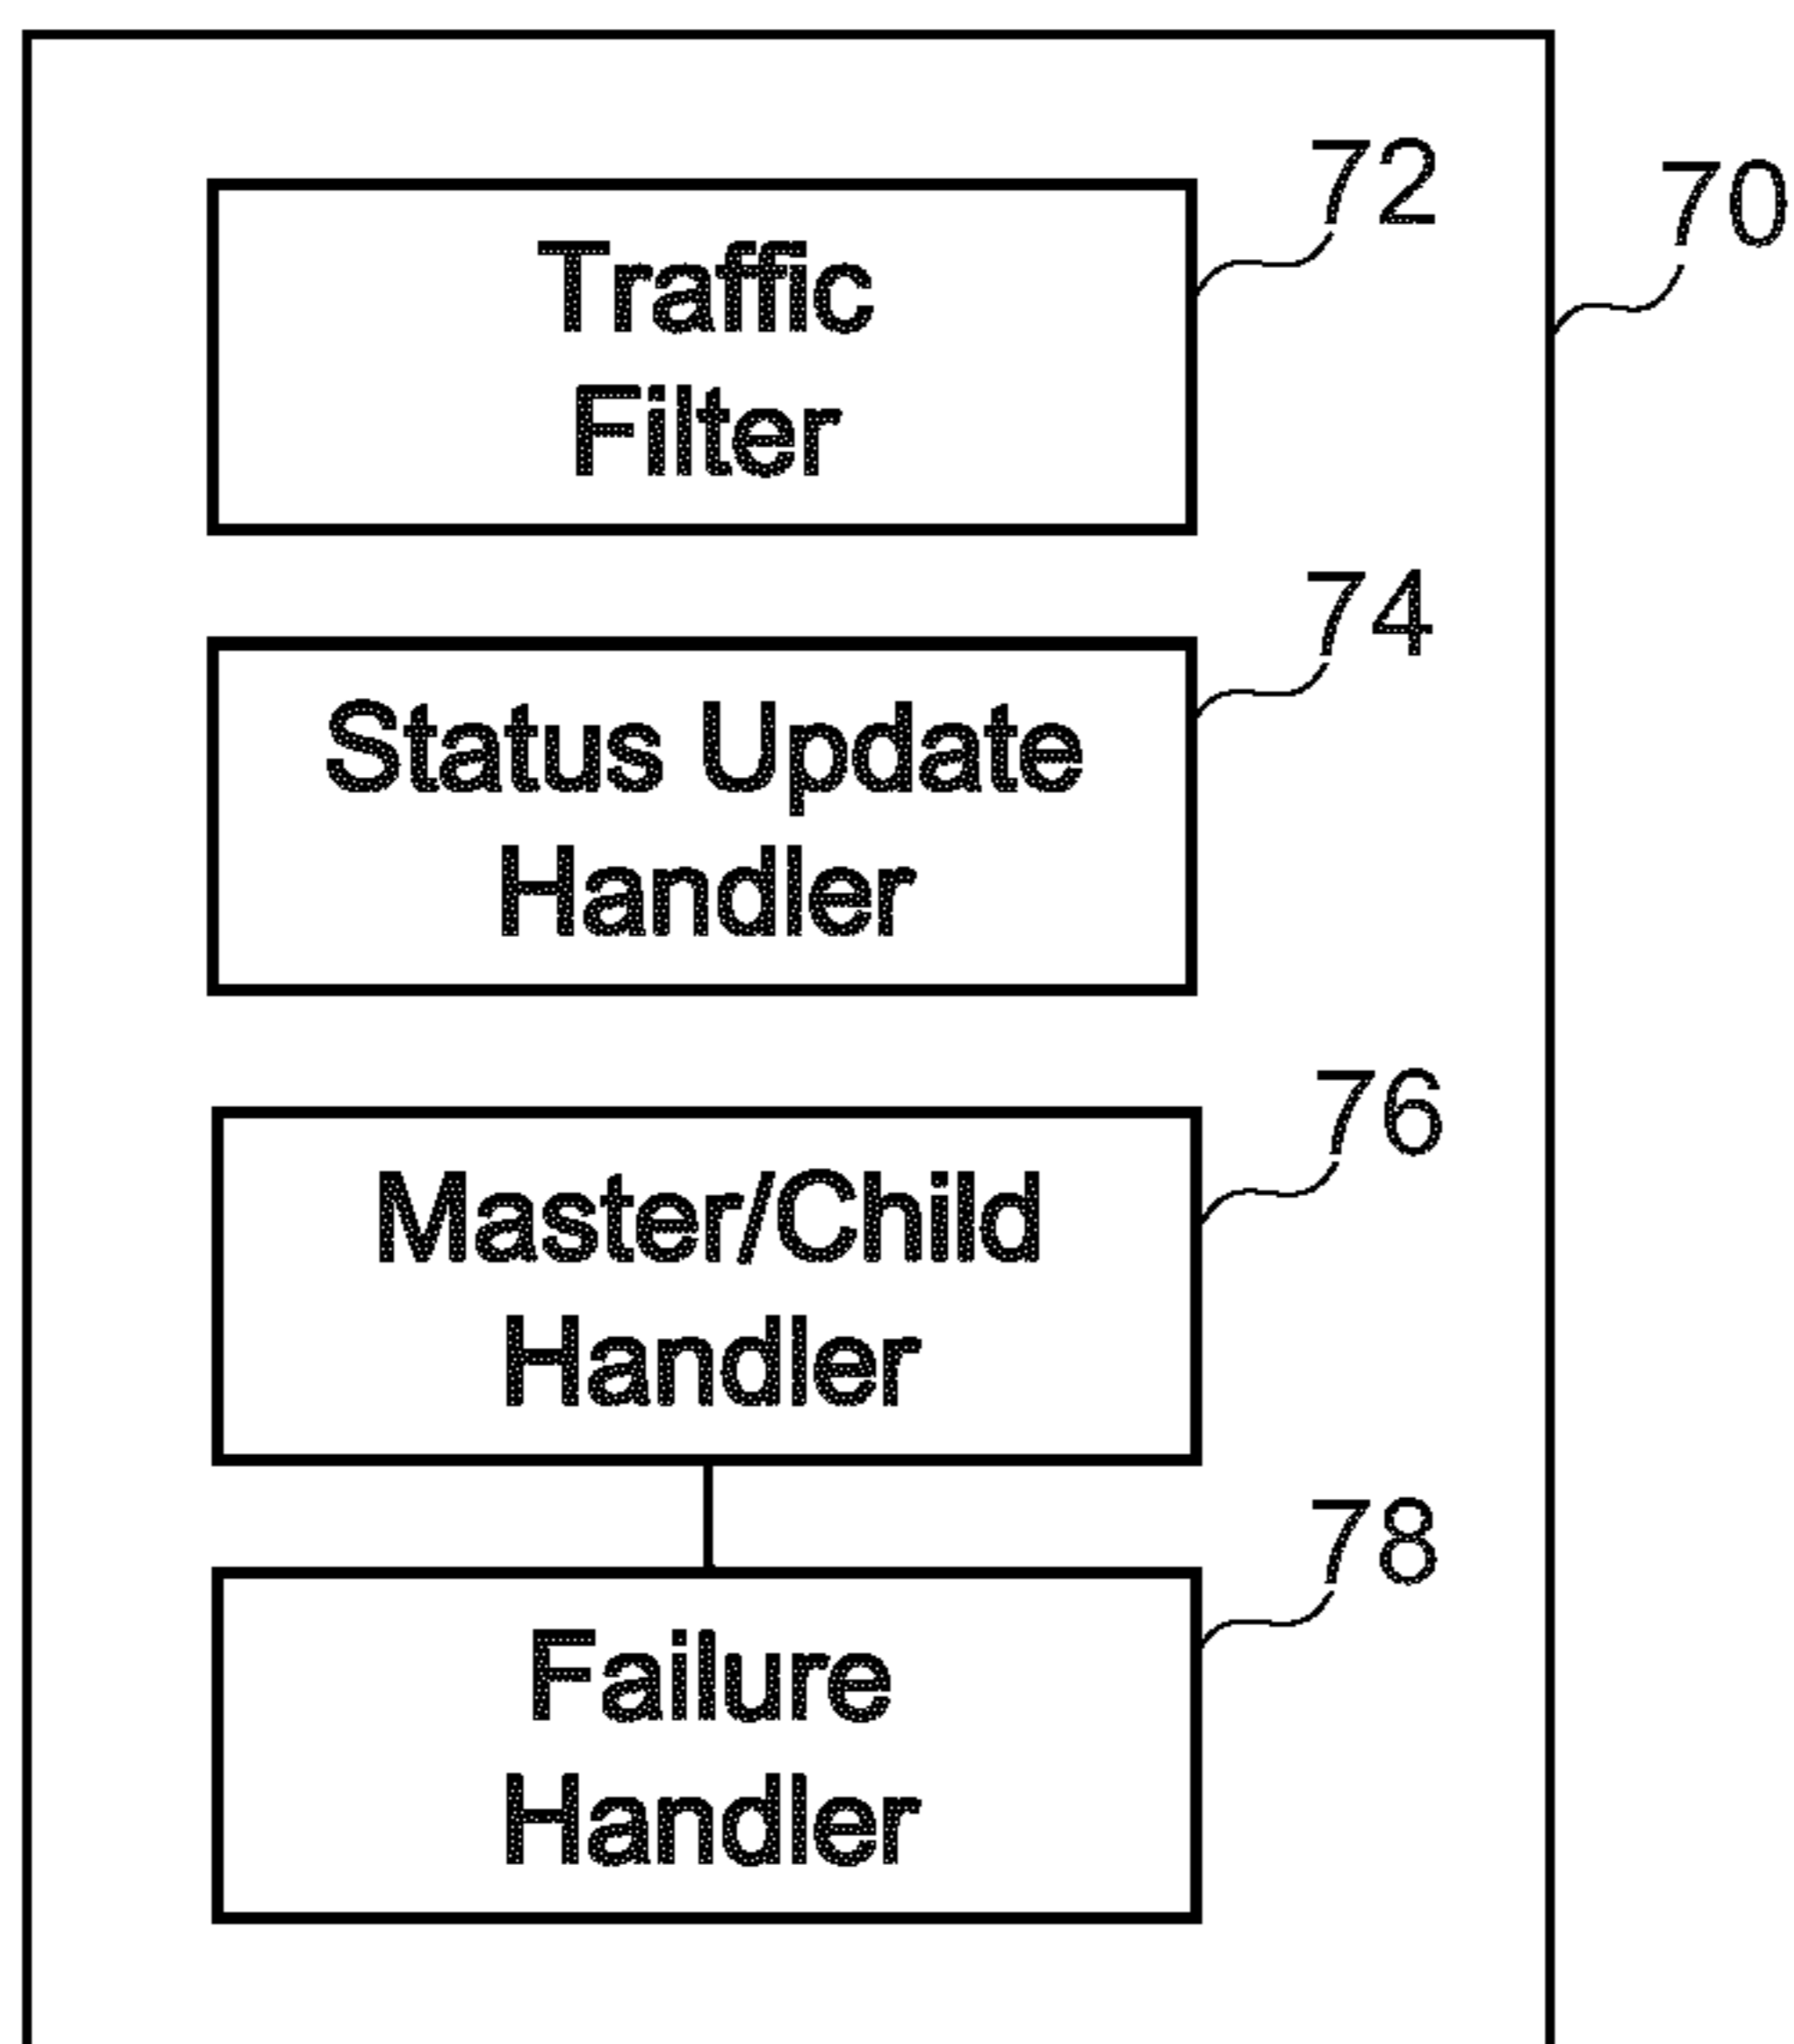 72
70
Traffic
Filter
74
Status Update
Handler
76
Master/Child
Handler
78
Failure
Handler